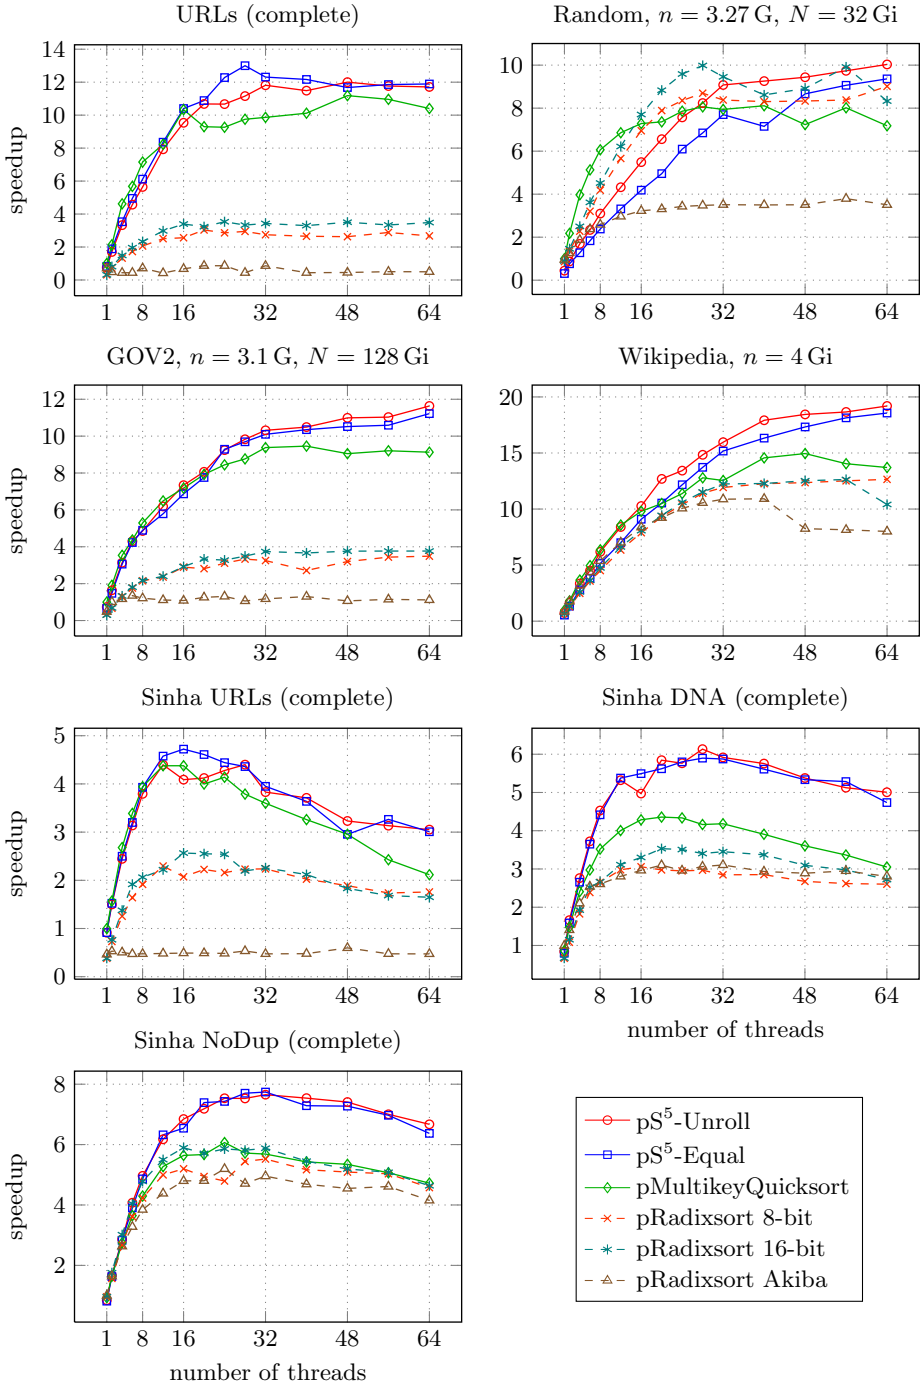 URLs (complete)
speedup
14
12
10
8
6
4
2
0
1 8 16 32 48 64
Random, n = 3.27 G, N = 32 Gi
10
8
6
4
2
0
1 8 16 32 48 64
GOV2, n = 3.1 G, N = 128 Gi
speedup
12
10
8
6
4
2
0
1 8 16 32 48 64
Wikipedia, n = 4 Gi
20
15
10
5
0
1 8 16 32 48 64
Sinha URLs (complete)
speedup
5
4
3
2
1
0
1 8 16 32 48 64
Sinha DNA (complete)
6
5
4
3
2
1
1 8 16 32 48 64
number of threads
Sinha NoDup (complete)
speedup
8
6
4
2
1 8 16 32 48 64
number of threads
pS⁵-Unroll
pS⁵-Equal
pMultikeyQuicksort
pRadixsort 8-bit
pRadixsort 16-bit
pRadixsort Akiba